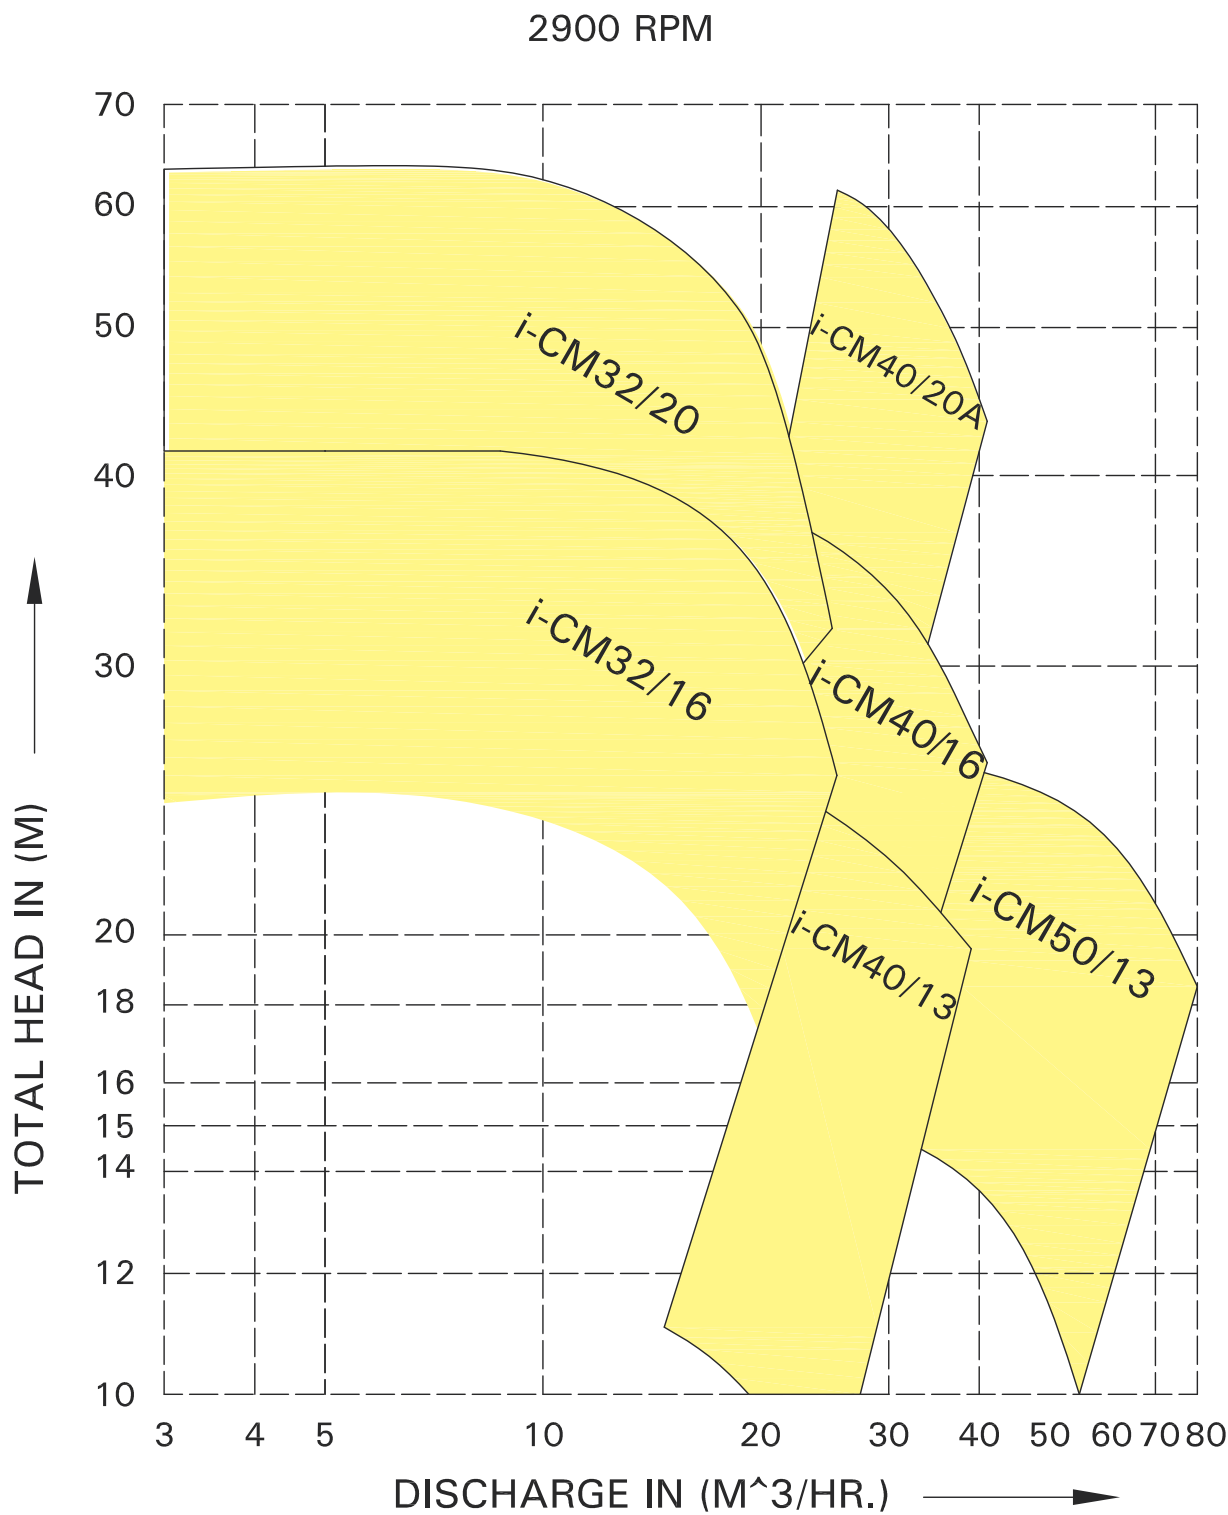 2900 RPM
70
60
50
40
30
20
18
16
15
14
12
10
TOTAL HEAD IN (M)
i-CM32/20
i-CM40/20A
i-CM32/16
i-CM40/16
i-CM50/13
i-CM40/13
3 4 5 10 20 30 40 50 60 70 80
DISCHARGE IN (M^3/HR.)